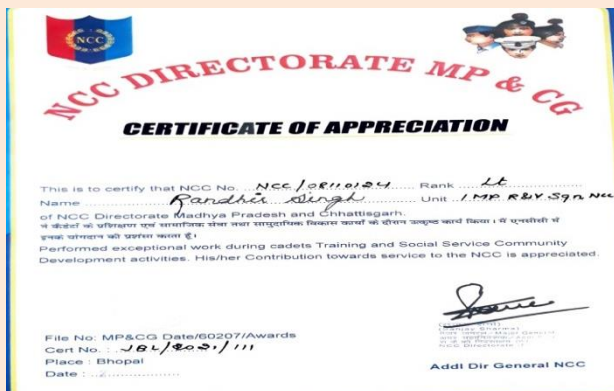 NCC
NCC DIRECTORATE MP & CG
CERTIFICATE OF APPRECIATION
This is to certify that NCC No. NCC/08110124 Rank Lt
Name Randhir Singh Unit 1 MP R&V Sqn NCC
of NCC Directorate Madhya Pradesh and Chhattisgarh.
ने कैडेटों के प्रशिक्षण एवं सामाजिक सेवा तथा सामुदायिक विकास कार्यों के दौरान उत्कृष्ठ कार्य किया। मैं एनसीसी में
इनके योगदान की प्रशंसा करता हूँ।
Performed exceptional work during cadets Training and Social Service Community
Development activities. His/her Contribution towards service to the NCC is appreciated.
File No: MP&CG Date/60207/Awards
Cert No. : JBL/2021/111
Place : Bhopal
Date :
Addl Dir General NCC